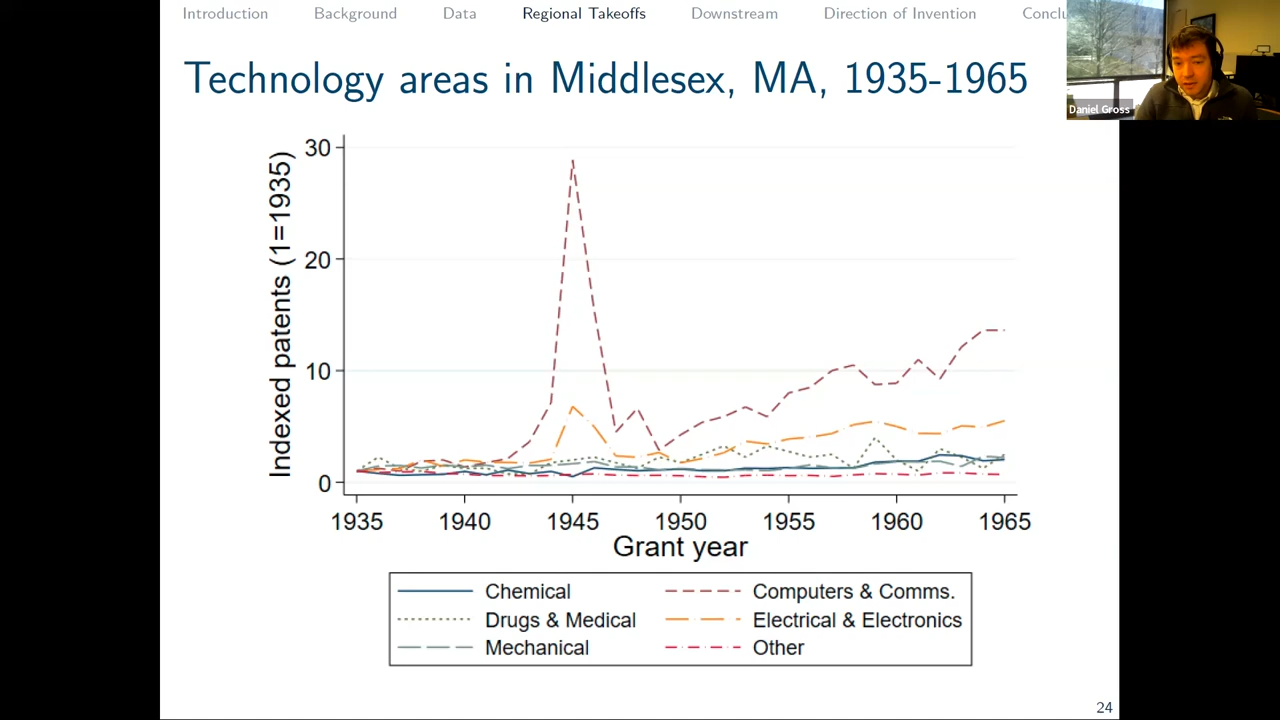 Introduction Background Data Regional Takeoffs Downstream Direction of Invention Conclu
Technology areas in Middlesex, MA, 1935-1965
Daniel Gross
Indexed patents (1=1935)
30
20
10
0
1935 1940 1945 1950 1955 1960 1965
Grant year
Chemical Computers & Comms.
Drugs & Medical Electrical & Electronics
Mechanical Other
24